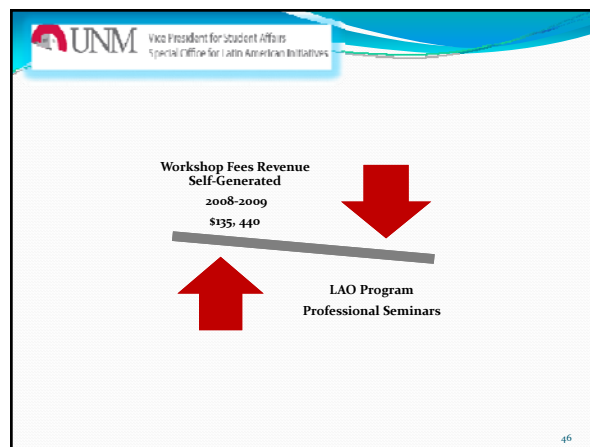 UNM
Vice President for Student Affairs
Special Office for Latin American Initiatives
Workshop Fees Revenue
Self-Generated
2008-2009
$135, 440
LAO Program
Professional Seminars
46